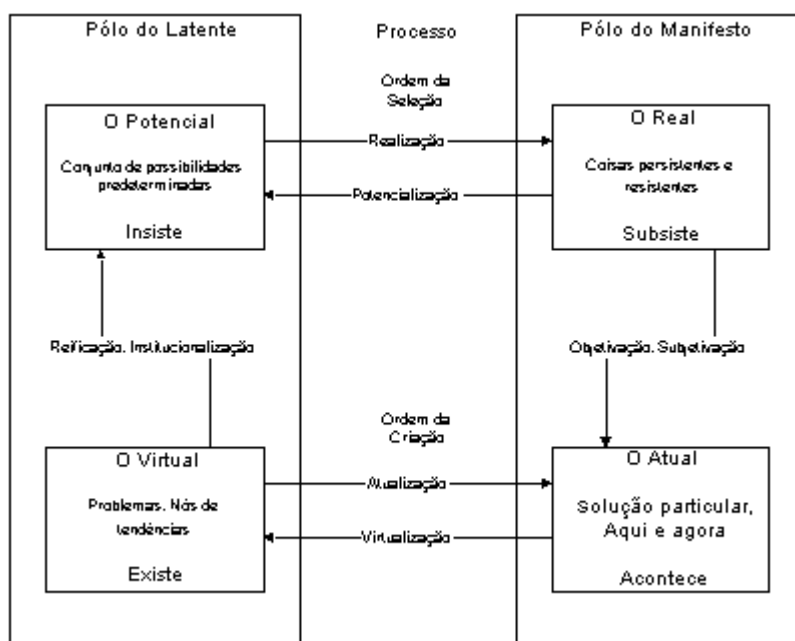 Pólo do Latente
Processo
Pólo do Manifesto
Ordem da
Seleção
O Potencial
Conjunto de possibilidades
predeterminadas
Insiste
Realização
Potencialização
O Real
Coisas persistentes e
resistentes
Subsiste
Reificação. Institucionalização
Objetivação. Subjetivação
Ordem da
Criação
O Virtual
Problemas. Nós de
tendências
Existe
Atualização
Virtualização
O Atual
Solução particular,
Aqui e agora
Acontece